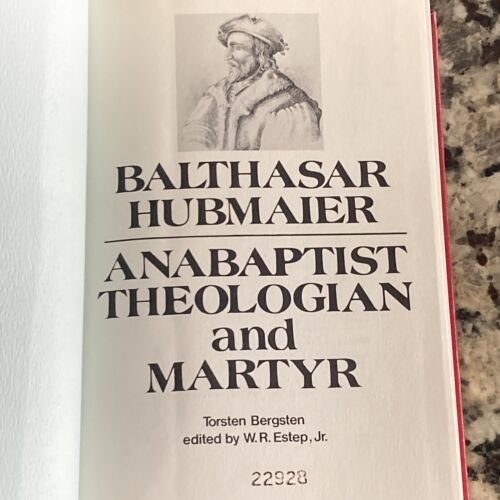 BALTHASAR
HUBMAIER
ANABAPTIST
THEOLOGIAN
and
MARTYR
Torsten Bergsten
edited by W.R. Estep, Jr.
22928